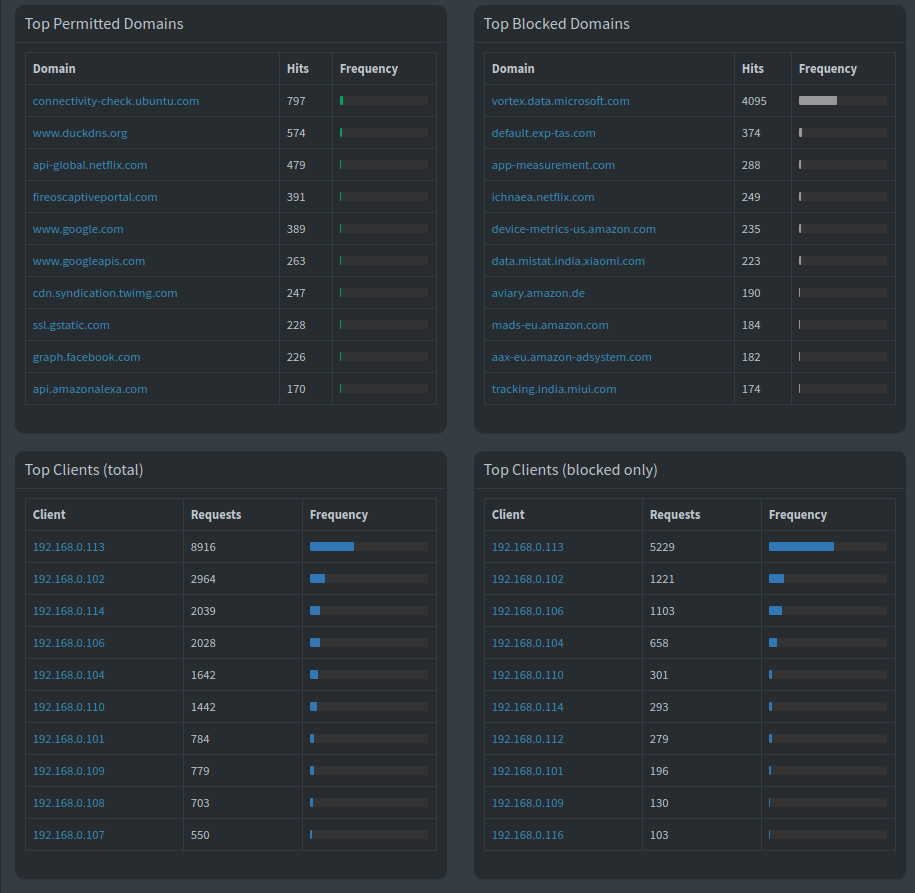 Top Permitted Domains
Domain Hits Frequency
connectivity-check.ubuntu.com 797
www.duckdns.org 574
api-global.netflix.com 479
fireoscaptiveportal.com 391
www.google.com 389
www.googleapis.com 263
cdn.syndication.twimg.com 247
ssl.gstatic.com 228
graph.facebook.com 226
api.amazonalexa.com 170
Top Blocked Domains
Domain Hits Frequency
vortex.data.microsoft.com 4095
default.exp-tas.com 374
app-measurement.com 288
ichnaea.netflix.com 249
device-metrics-us.amazon.com 235
data.mistat.india.xiaomi.com 223
aviary.amazon.de 190
mads-eu.amazon.com 184
aax-eu.amazon-adsystem.com 182
tracking.india.miui.com 174
Top Clients (total)
Client Requests Frequency
192.168.0.113 8916
192.168.0.102 2964
192.168.0.114 2039
192.168.0.106 2028
192.168.0.104 1642
192.168.0.110 1442
192.168.0.101 784
192.168.0.109 779
192.168.0.108 703
192.168.0.107 550
Top Clients (blocked only)
Client Requests Frequency
192.168.0.113 5229
192.168.0.102 1221
192.168.0.106 1103
192.168.0.104 658
192.168.0.110 301
192.168.0.114 293
192.168.0.112 279
192.168.0.101 196
192.168.0.109 130
192.168.0.116 103